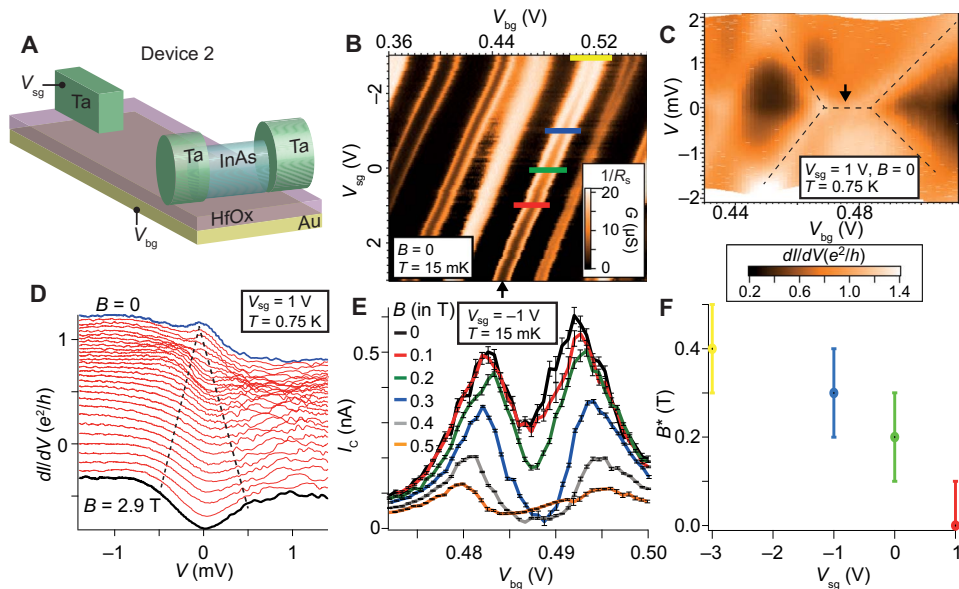 A
Device 2
V_sg
Ta
Ta
InAs
Ta
HfOx
Au
V_bg
B
V_bg (V)
0.36
0.44
0.52
V_sg (V)
−2
0
2
1/R_s
20
10
0
G (µS)
B = 0
T = 15 mK
C
V (mV)
2
1
0
−1
−2
V_sg = 1 V, B = 0
T = 0.75 K
0.44
0.48
V_bg (V)
dI/dV(e²/h)
0.2
0.6
1.0
1.4
D
B = 0
V_sg = 1 V
T = 0.75 K
dI/dV (e²/h)
1
0
B = 2.9 T
−1
0
1
V (mV)
E
B (in T)
0
0.1
0.2
0.3
0.4
0.5
V_sg = −1 V
T = 15 mK
I_C (nA)
0.5
0
0.48
0.49
0.50
V_bg (V)
F
B* (T)
0.4
0.2
0.0
−3
−2
−1
0
1
V_sg (V)